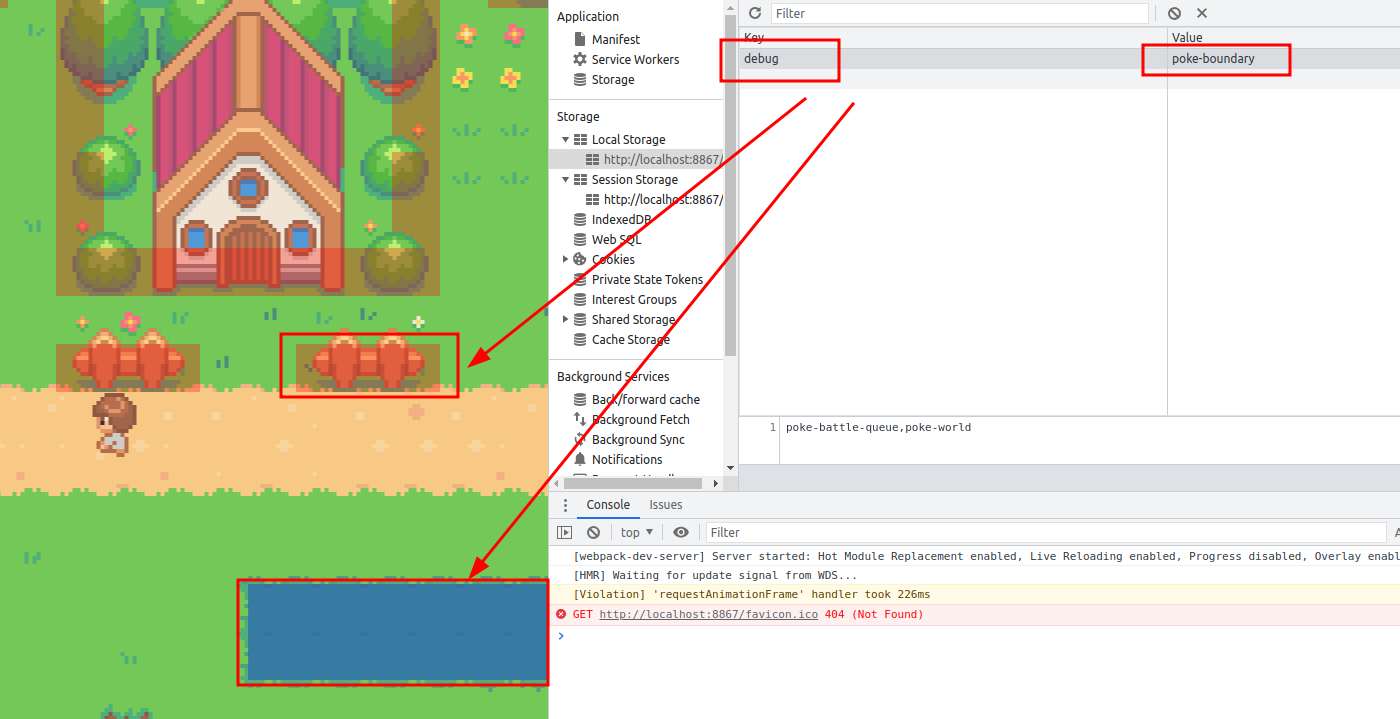 Application
Manifest
Service Workers
Storage
Storage
Local Storage
http://localhost:8867/
Session Storage
http://localhost:8867/
IndexedDB
Web SQL
Cookies
Private State Tokens
Interest Groups
Shared Storage
Cache Storage
Background Services
Back/forward cache
Background Fetch
Background Sync
Notifications
Filter
Key Value
debug poke-boundary
1 poke-battle-queue,poke-world
Console Issues
top Filter
[webpack-dev-server] Server started: Hot Module Replacement enabled, Live Reloading enabled, Progress disabled, Overlay enabl
[HMR] Waiting for update signal from WDS...
[Violation] 'requestAnimationFrame' handler took 226ms
GET http://localhost:8867/favicon.ico 404 (Not Found)